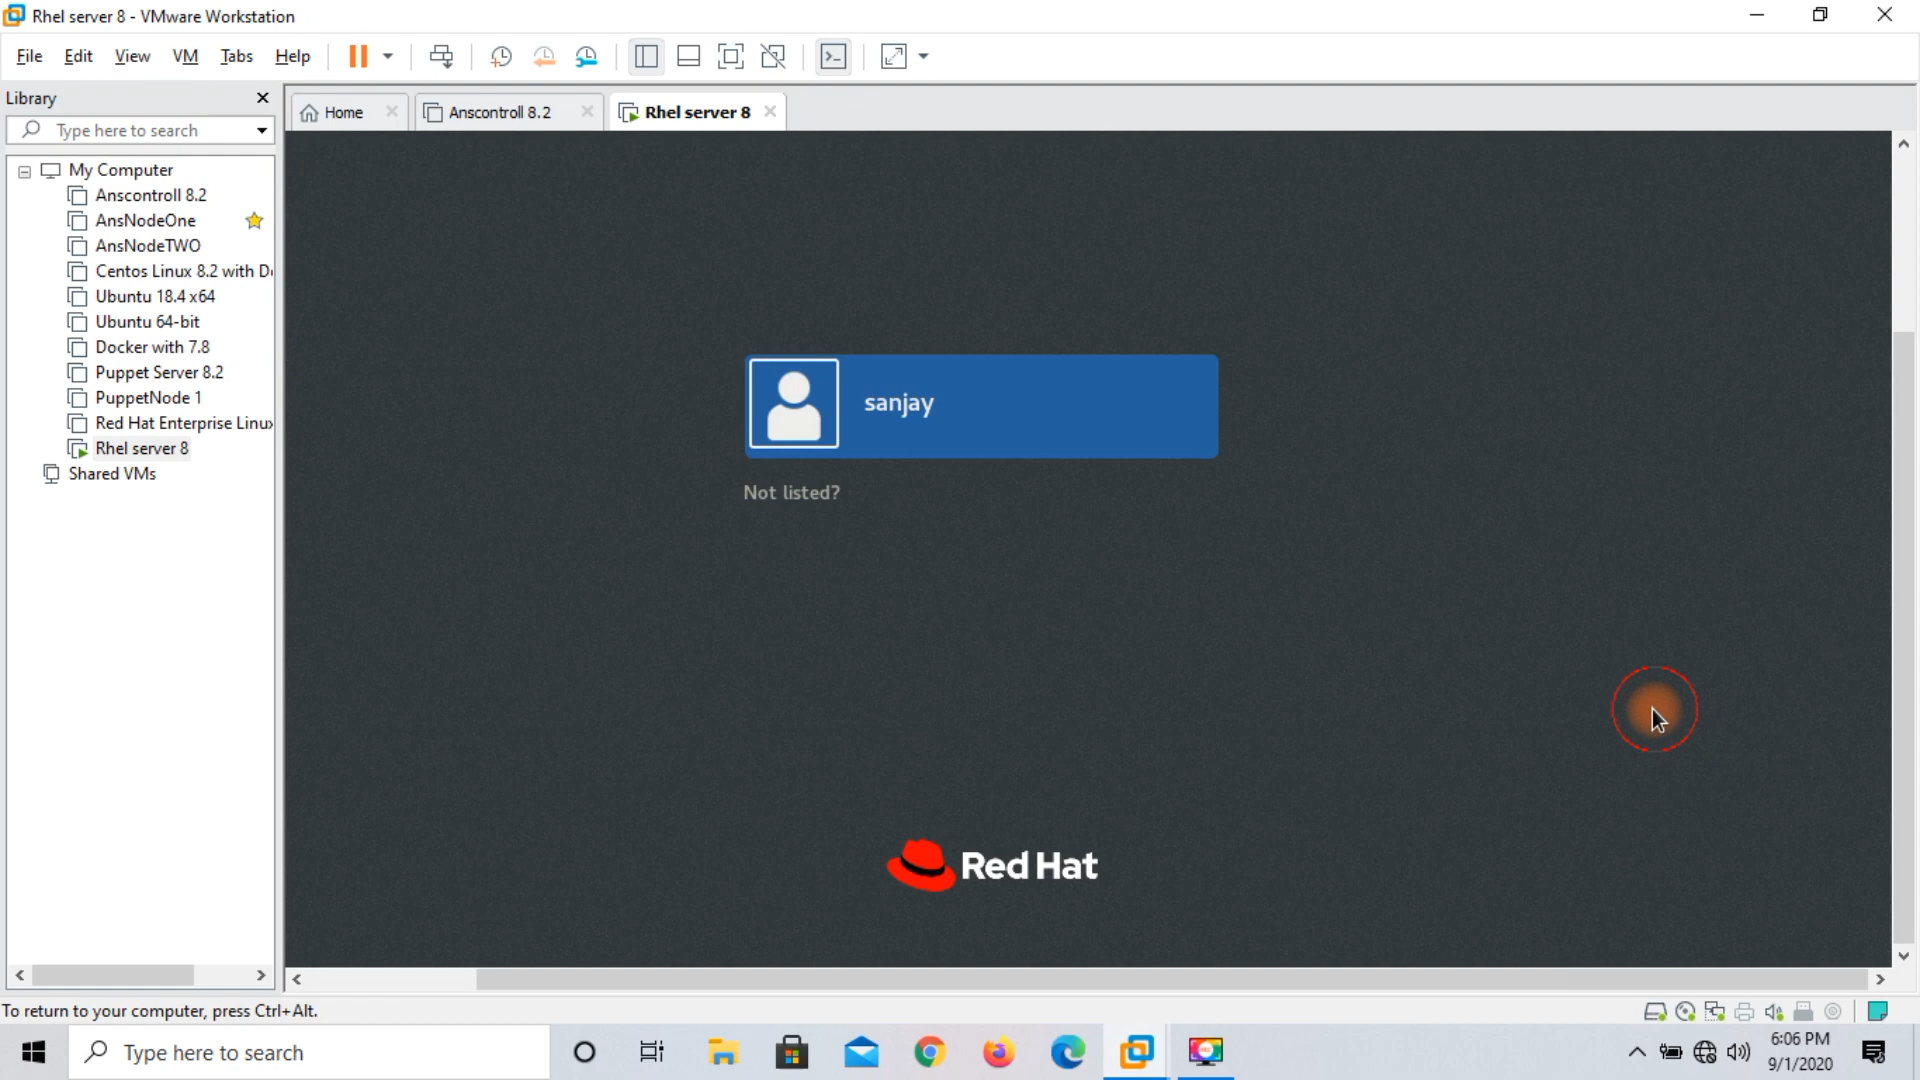 Rhel server 8 - VMware Workstation
File Edit View VM Tabs Help
Library
Type here to search
My Computer
Anscontroll 8.2
AnsNodeOne
AnsNodeTWO
Centos Linux 8.2 with D
Ubuntu 18.4 x64
Ubuntu 64-bit
Docker with 7.8
Puppet Server 8.2
PuppetNode 1
Red Hat Enterprise Linux
Rhel server 8
Shared VMs
Home Anscontroll 8.2 Rhel server 8
sanjay
Not listed?
Red Hat
To return to your computer, press Ctrl+Alt.
Type here to search
6:06 PM
9/1/2020